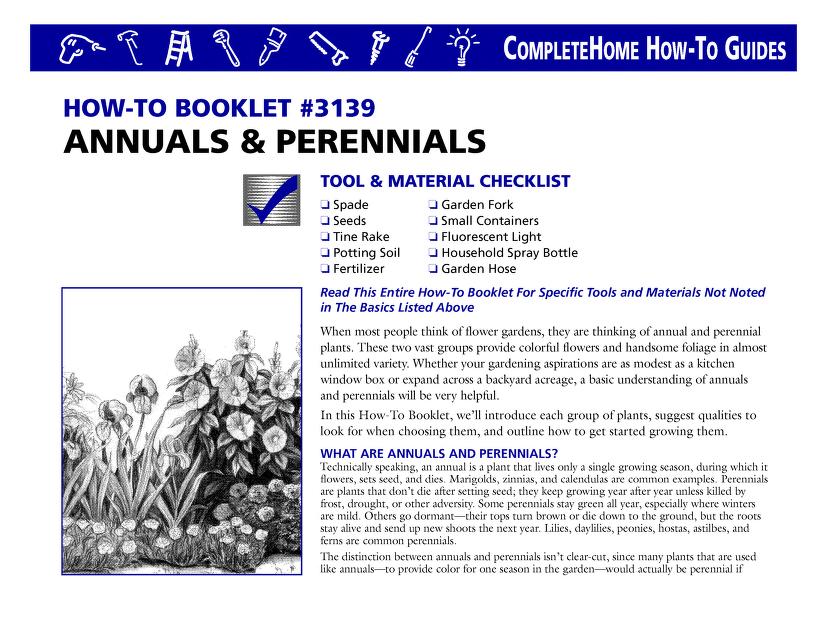 COMPLETEHOME HOW-TO GUIDES
HOW-TO BOOKLET #3139
ANNUALS & PERENNIALS
TOOL & MATERIAL CHECKLIST
❏ Spade
❏ Seeds
❏ Tine Rake
❏ Potting Soil
❏ Fertilizer
❏ Garden Fork
❏ Small Containers
❏ Fluorescent Light
❏ Household Spray Bottle
❏ Garden Hose
Read This Entire How-To Booklet For Specific Tools and Materials Not Noted
in The Basics Listed Above
When most people think of flower gardens, they are thinking of annual and perennial
plants. These two vast groups provide colorful flowers and handsome foliage in almost
unlimited variety. Whether your gardening aspirations are as modest as a kitchen
window box or expand across a backyard acreage, a basic understanding of annuals
and perennials will be very helpful.
In this How-To Booklet, we'll introduce each group of plants, suggest qualities to
look for when choosing them, and outline how to get started growing them.
WHAT ARE ANNUALS AND PERENNIALS?
Technically speaking, an annual is a plant that lives only a single growing season, during which it
flowers, sets seed, and dies. Marigolds, zinnias, and calendulas are common examples. Perennials
are plants that don't die after setting seed; they keep growing year after year unless killed by
frost, drought, or other adversity. Some perennials stay green all year, especially where winters
are mild. Others go dormant—their tops turn brown or die down to the ground, but the roots
stay alive and send up new shoots the next year. Lilies, daylilies, peonies, hostas, astilbes, and
ferns are common perennials.
The distinction between annuals and perennials isn't clear-cut, since many plants that are used
like annuals—to provide color for one season in the garden—would actually be perennial if